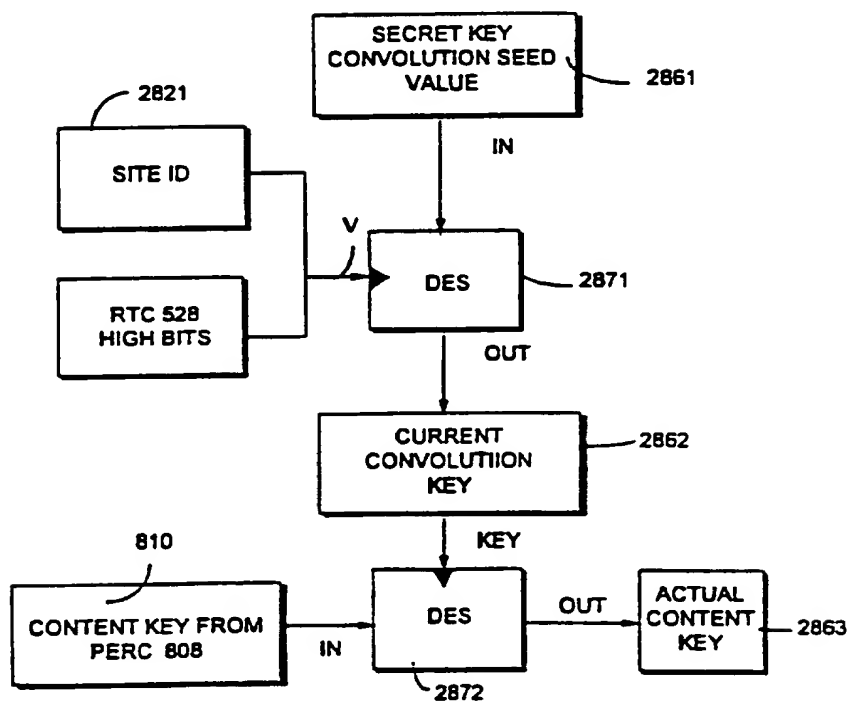 SECRET KEY
CONVOLUTION SEED
VALUE
2861
2821
IN
SITE ID
V
DES
2871
RTC 528
HIGH BITS
OUT
CURRENT
CONVOLUTIION
KEY
2862
KEY
810
CONTENT KEY FROM
PERC 808
IN
DES
OUT
ACTUAL
CONTENT
KEY
2863
2872